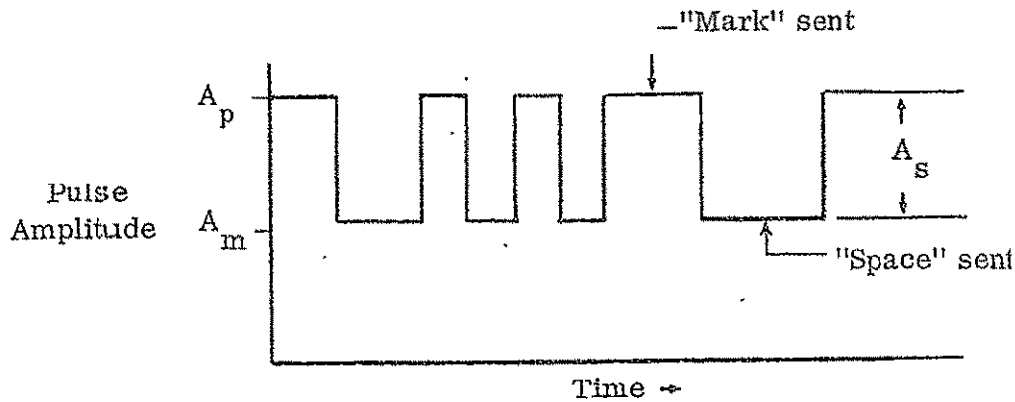 —"Mark" sent
A_p
A_s
Pulse
Amplitude
A_m
"Space" sent
Time →